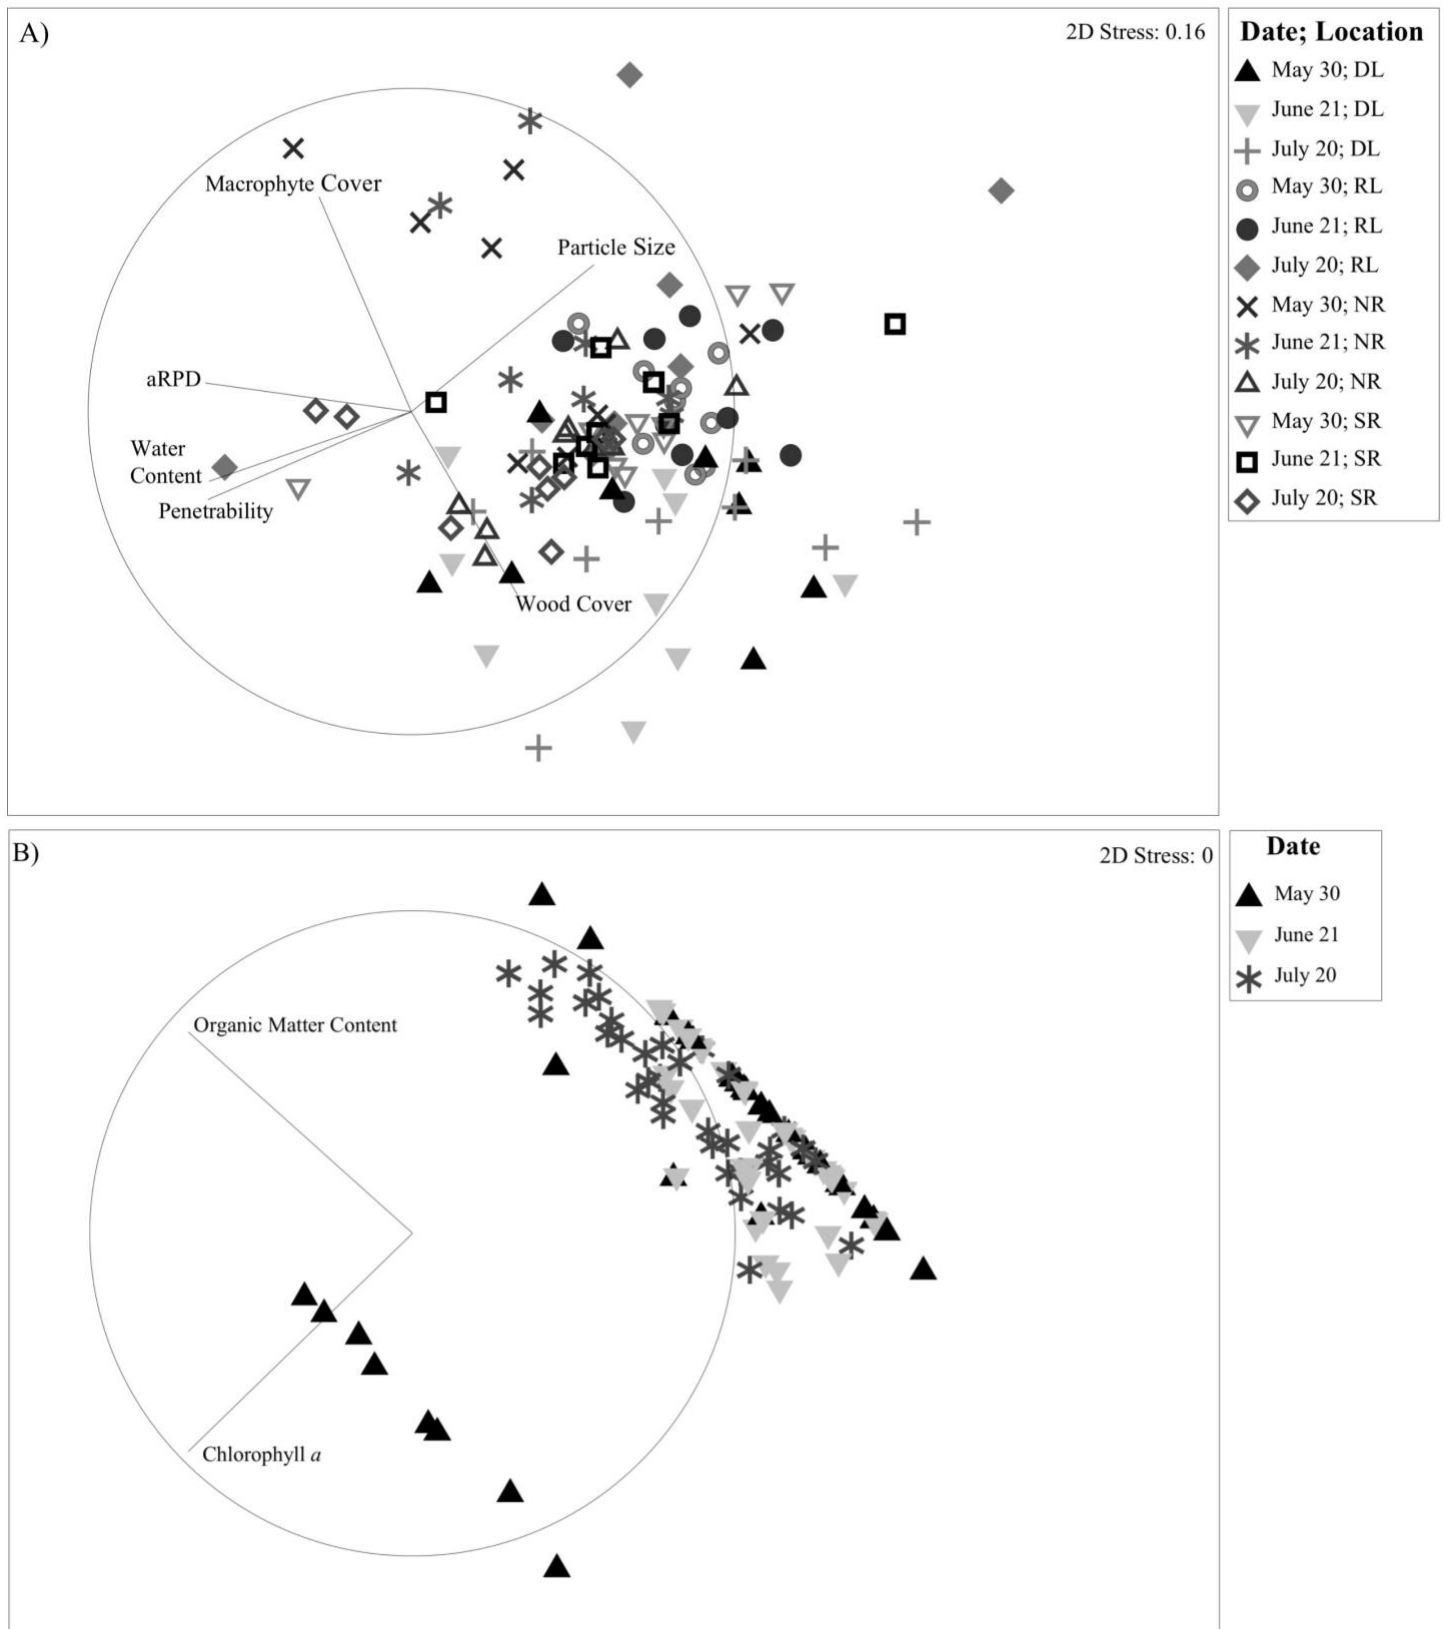 A)
2D Stress: 0.16
Macrophyte Cover
Particle Size
aRPD
Water
Content
Penetrability
Wood Cover
Date; Location
May 30; DL
June 21; DL
July 20; DL
May 30; RL
June 21; RL
July 20; RL
May 30; NR
June 21; NR
July 20; NR
May 30; SR
June 21; SR
July 20; SR
B)
2D Stress: 0
Organic Matter Content
Chlorophyll a
Date
May 30
June 21
July 20